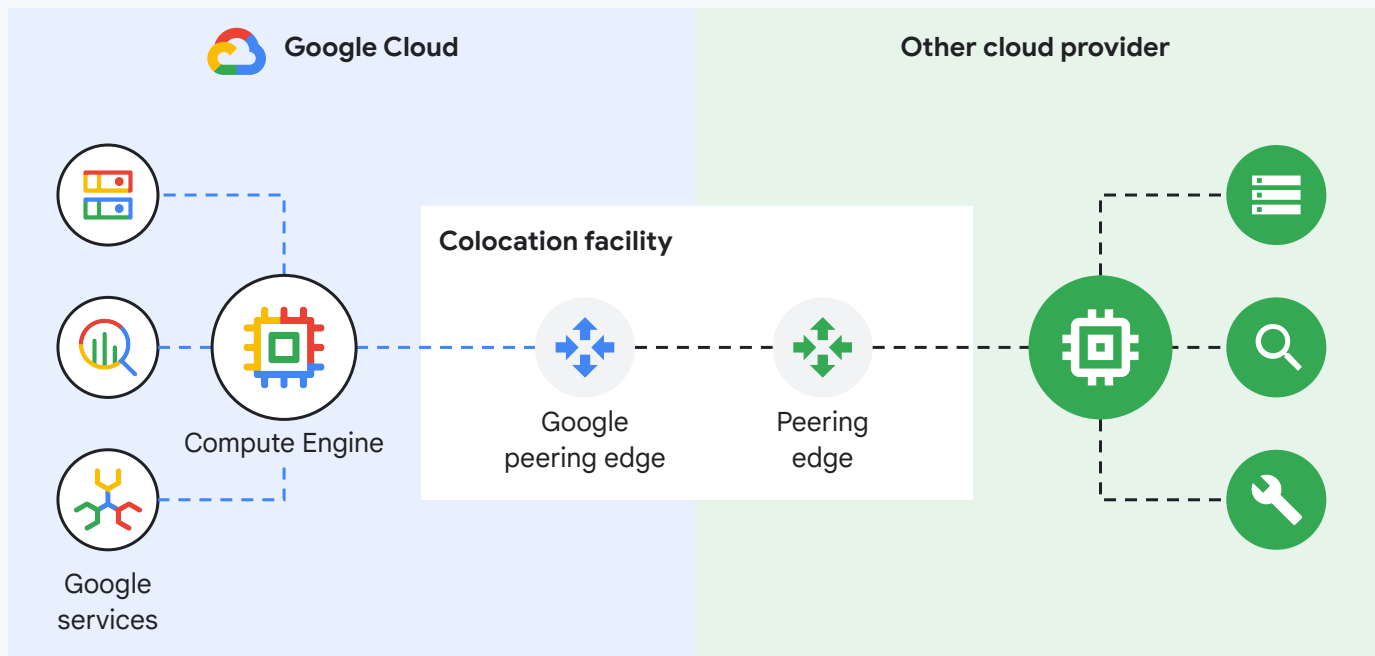 Google Cloud
Other cloud provider
Colocation facility
Compute Engine
Google
peering edge
Peering
edge
Google
services